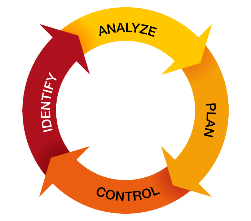 ANALYZE
PLAN
CONTROL
IDENTIFY